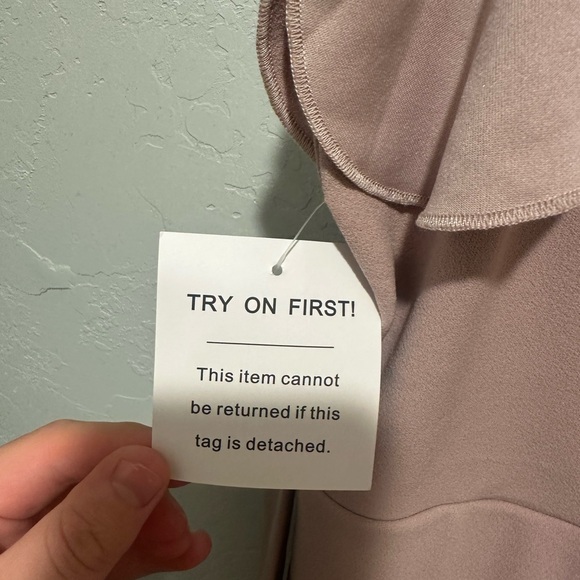 TRY ON FIRST!
This item cannot
be returned if this
tag is detached.